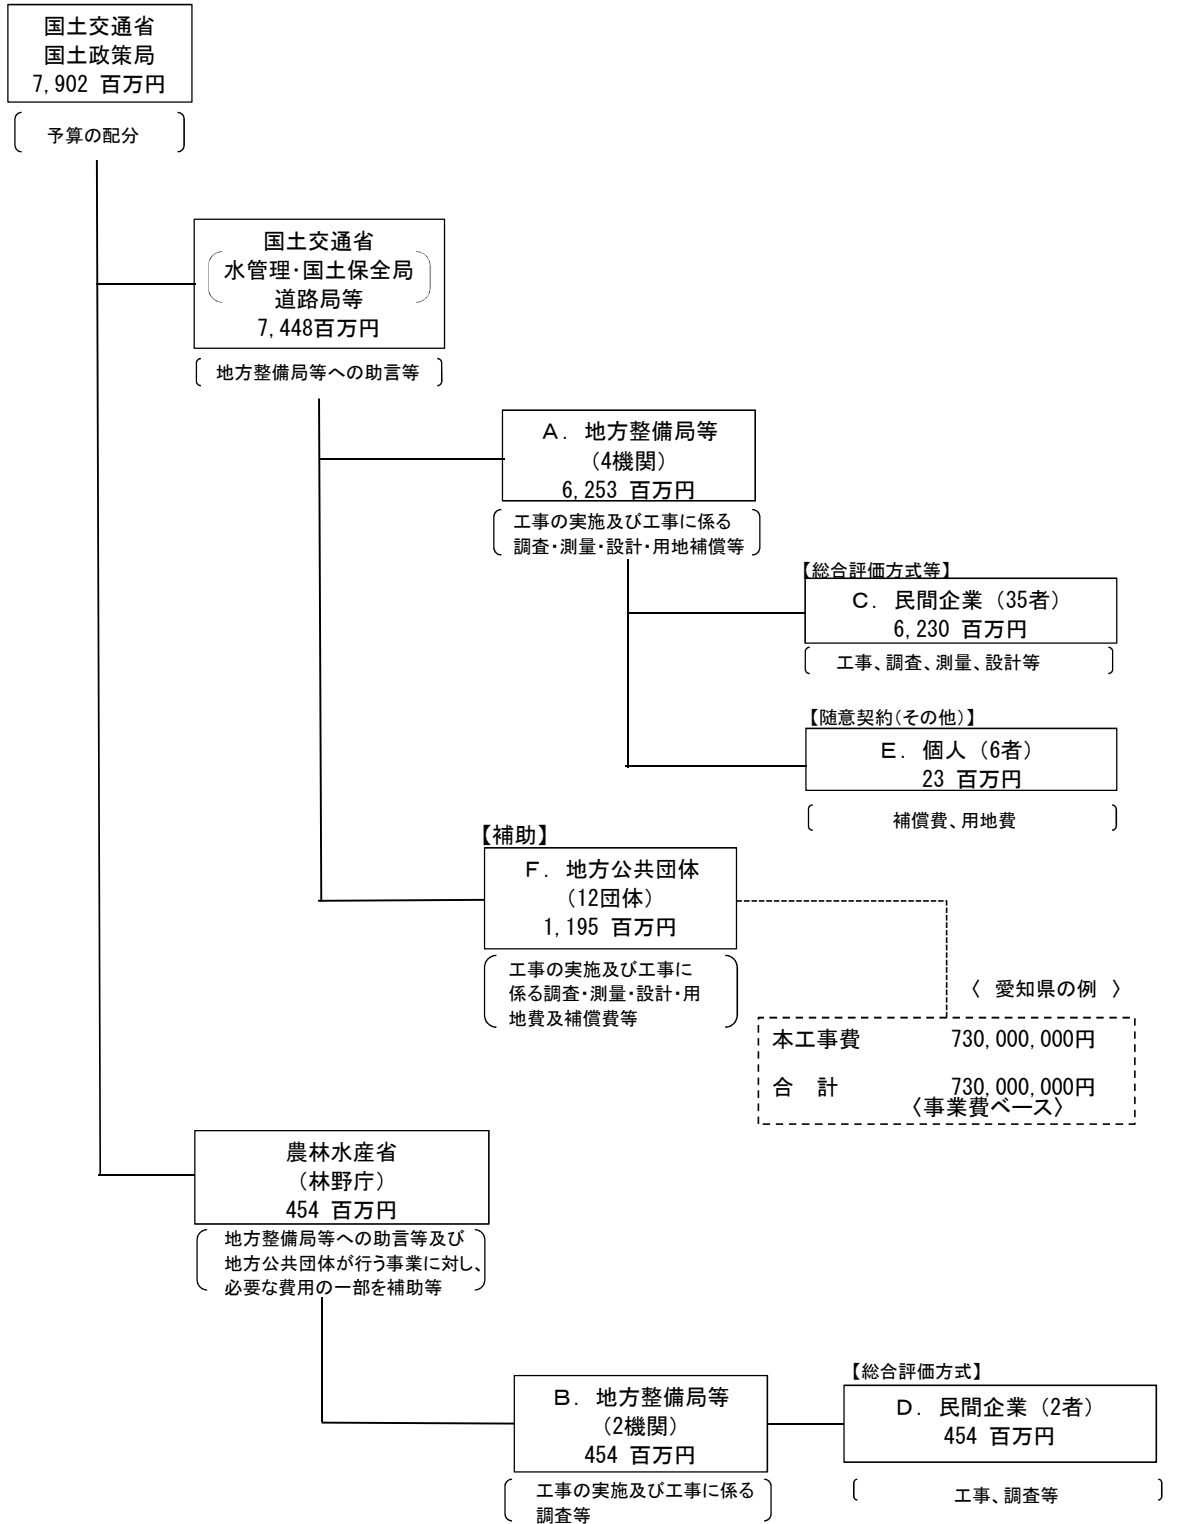 国土交通省
国土政策局
7,902 百万円
予算の配分
国土交通省
水管理・国土保全局
道路局等
7,448百万円
地方整備局等への助言等
A. 地方整備局等
(4機関)
6,253 百万円
工事の実施及び工事に係る
調査・測量・設計・用地補償等
【総合評価方式等】
C. 民間企業(35者)
6,230 百万円
工事、調査、測量、設計等
【随意契約(その他)】
E. 個人(6者)
23 百万円
補償費、用地費
【補助】
F. 地方公共団体
(12団体)
1,195 百万円
工事の実施及び工事に
係る調査・測量・設計・用
地費及補償費等
〈 愛知県の例 〉
本工事費 730,000,000円
合 計 730,000,000円
〈事業費ベース〉
農林水産省
(林野庁)
454 百万円
地方整備局等への助言等及び
地方公共団体が行う事業に対し、
必要な費用の一部を補助等
B. 地方整備局等
(2機関)
454 百万円
工事の実施及び工事に係る
調査等
【総合評価方式】
D. 民間企業(2者)
454 百万円
工事、調査等